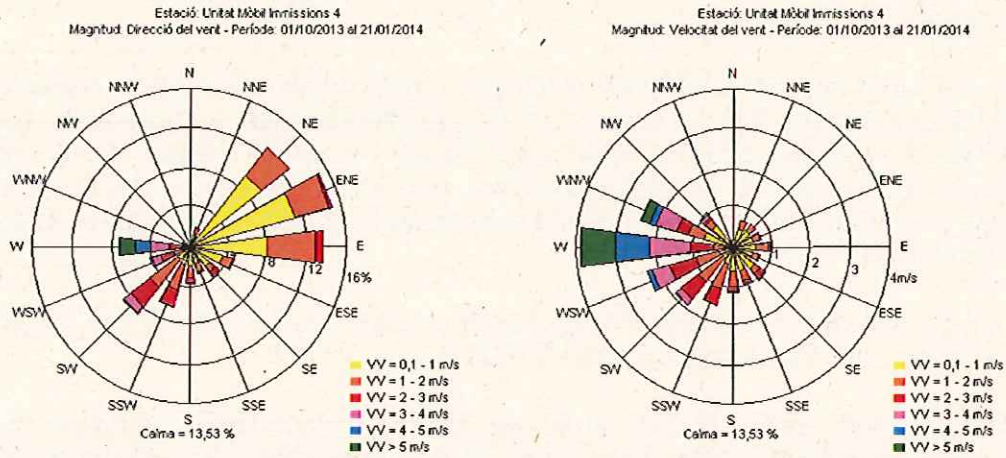 Estació: Unitat Mòbil Immissions 4
Magnitud: Direcció del vent - Període: 01/10/2013 al 21/01/2014
N
NNW
NNE
NW
NE
WNW
ENE
W
E
8
12
16%
WSW
ESE
SW
SE
SSW
SSE
S
Calma = 13,53 %
VV = 0,1 - 1 m/s
VV = 1 - 2 m/s
VV = 2 - 3 m/s
VV = 3 - 4 m/s
VV = 4 - 5 m/s
VV > 5 m/s
Estació: Unitat Mòbil Immissions 4
Magnitud: Velocitat del vent - Període: 01/10/2013 al 21/01/2014
N
NNW
NNE
NW
NE
WNW
ENE
W
E
1
2
3
4m/s
WSW
ESE
SW
SE
SSW
SSE
S
Calma = 13,53 %
VV = 0,1 - 1 m/s
VV = 1 - 2 m/s
VV = 2 - 3 m/s
VV = 3 - 4 m/s
VV = 4 - 5 m/s
VV > 5 m/s